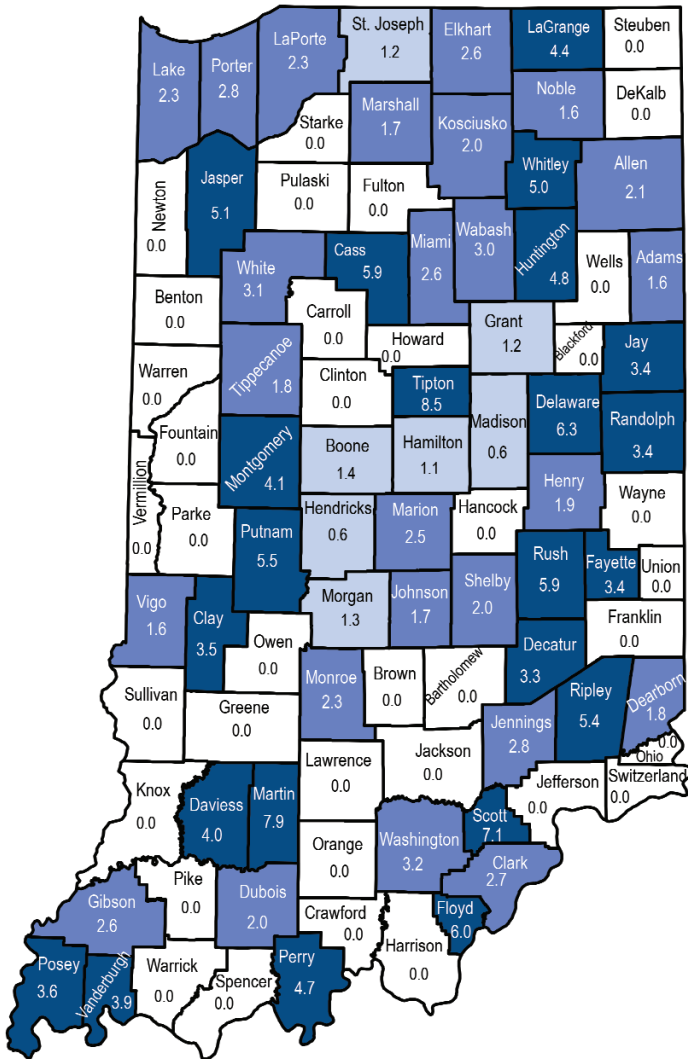 St. Joseph
1.2
Elkhart
2.6
LaGrange
4.4
Steuben
0.0
LaPorte
2.3
Lake
2.3
Porter
2.8
Noble
1.6
DeKalb
0.0
Marshall
1.7
Starke
0.0
Kosciusko
2.0
Whitley
5.0
Allen
2.1
Newton
0.0
Jasper
5.1
Pulaski
0.0
Fulton
0.0
Miami
2.6
Wabash
3.0
Huntington
4.8
Wells
0.0
Adams
1.6
White
3.1
Cass
5.9
Benton
0.0
Carroll
0.0
Howard
0.0
Grant
1.2
Blackford
0.0
Jay
3.4
Warren
0.0
Tippecanoe
1.8
Clinton
0.0
Tipton
8.5
Madison
0.6
Delaware
6.3
Randolph
3.4
Fountain
0.0
Montgomery
4.1
Boone
1.4
Hamilton
1.1
Vermillion
0.0
Parke
0.0
Putnam
5.5
Hendricks
0.6
Marion
2.5
Hancock
0.0
Henry
1.9
Wayne
0.0
Rush
5.9
Fayette
3.4
Union
0.0
Vigo
1.6
Clay
3.5
Owen
0.0
Morgan
1.3
Johnson
1.7
Shelby
2.0
Franklin
0.0
Decatur
3.3
Sullivan
0.0
Greene
0.0
Monroe
2.3
Brown
0.0
Bartholomew
0.0
Jennings
2.8
Ripley
5.4
Dearborn
1.8
0.0
Ohio
Knox
0.0
Daviess
4.0
Martin
7.9
Lawrence
0.0
Jackson
0.0
Jefferson
0.0
Switzerland
0.0
Scott
7.1
Orange
0.0
Washington
3.2
Clark
2.7
Pike
0.0
Dubois
2.0
Gibson
2.6
Crawford
0.0
Harrison
0.0
Floyd
6.0
Posey
3.6
Vanderburgh
3.9
Warrick
0.0
Spencer
0.0
Perry
4.7